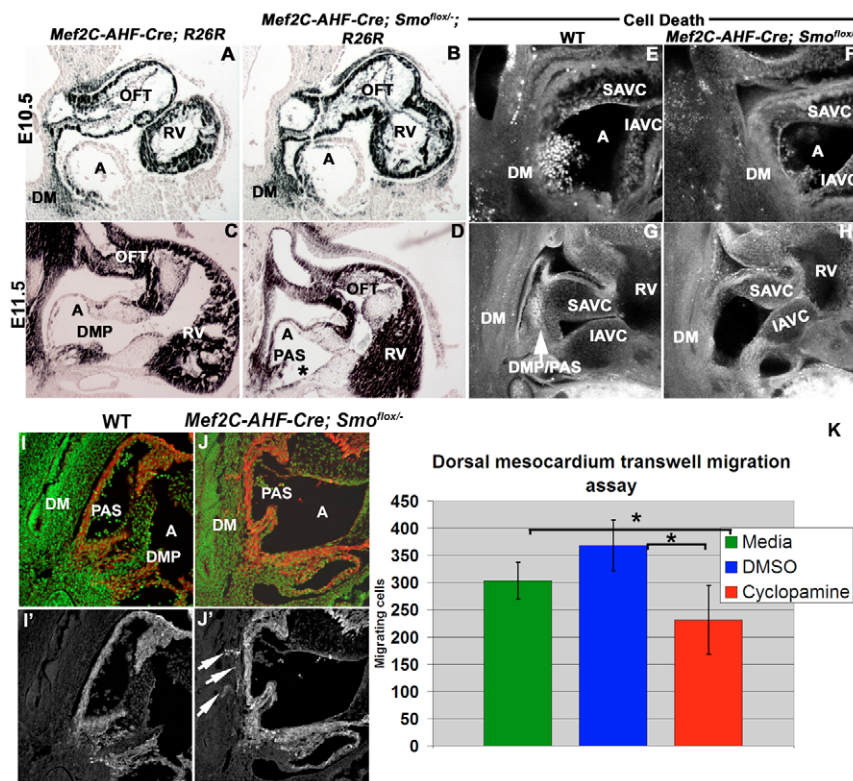 Mef2C-AHF-Cre; R26R
Mef2C-AHF-Cre; Smoflox/-; R26R
Cell Death
WT
Mef2C-AHF-Cre; Smoflox/
E10.5
E11.5
A
OFT
RV
A
DM
B
OFT
RV
A
DM
E
SAVC
A
IAVC
DM
F
SAVC
A
DM
IAVC
C
OFT
A
DMP
RV
D
OFT
A
PAS
*
RV
G
RV
SAVC
DM
IAVC
DMP/PAS
H
RV
SAVC
DM
IAVC
WT
Mef2C-AHF-Cre; Smoflox/-
I
DM
PAS
A
DMP
J
PAS
DM
A
I'
J'
K
Dorsal mesocardium transwell migration
assay
Migrating cells
450
400
350
300
250
200
150
100
50
0
*
*
Media
DMSO
Cyclopamine